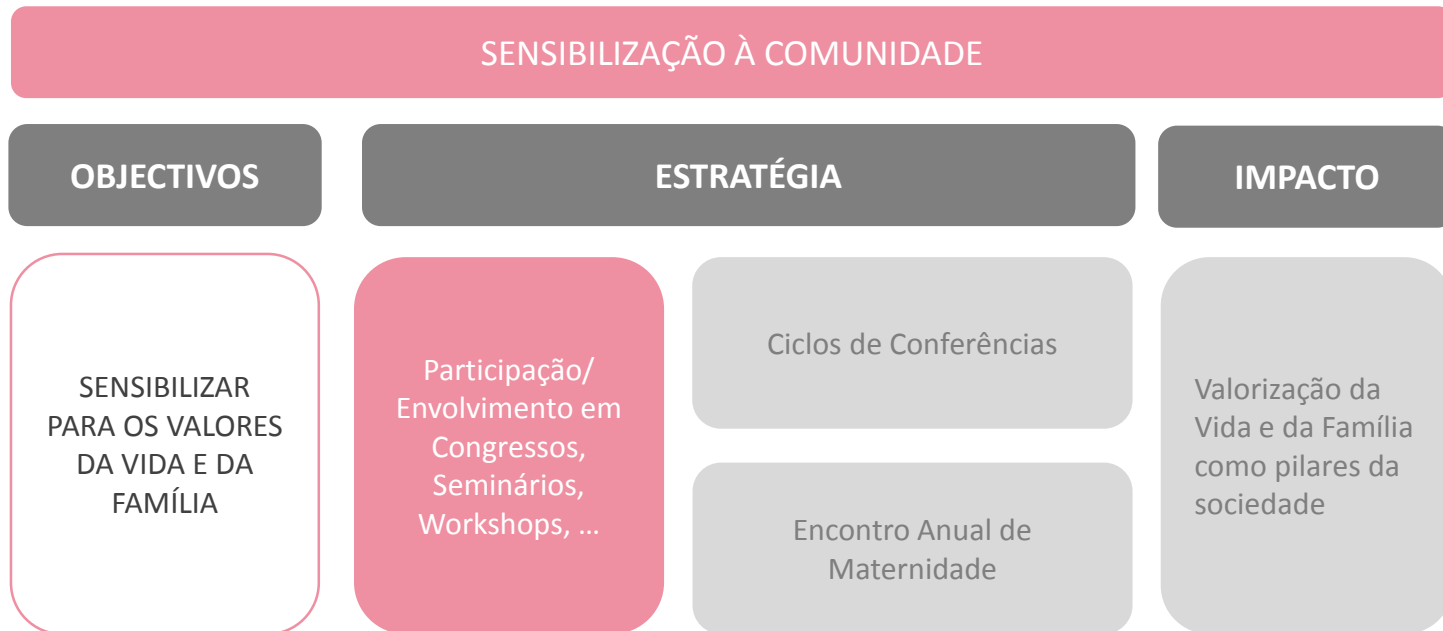 SENSIBILIZAÇÃO À COMUNIDADE
OBJECTIVOS
ESTRATÉGIA
IMPACTO
SENSIBILIZAR
PARA OS VALORES
DA VIDA E DA
FAMÍLIA
Participação/
Envolvimento em
Congressos,
Seminários,
Workshops, ...
Ciclos de Conferências
Encontro Anual de
Maternidade
Valorização da
Vida e da Família
como pilares da
sociedade